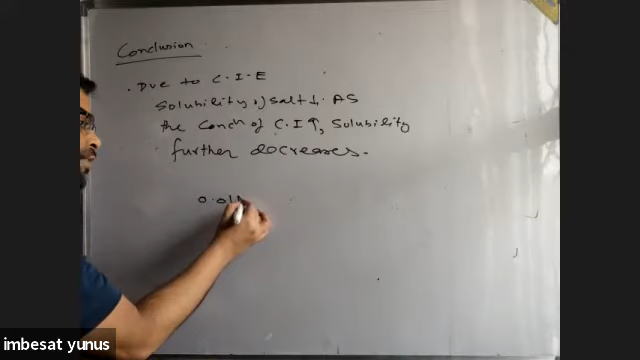 Conclusion
. Due to C.I.E
Solubility of salt ↓. AS
the Concn of C.I ↑, Solubility
further decreases.
0.01
imbesat yunus